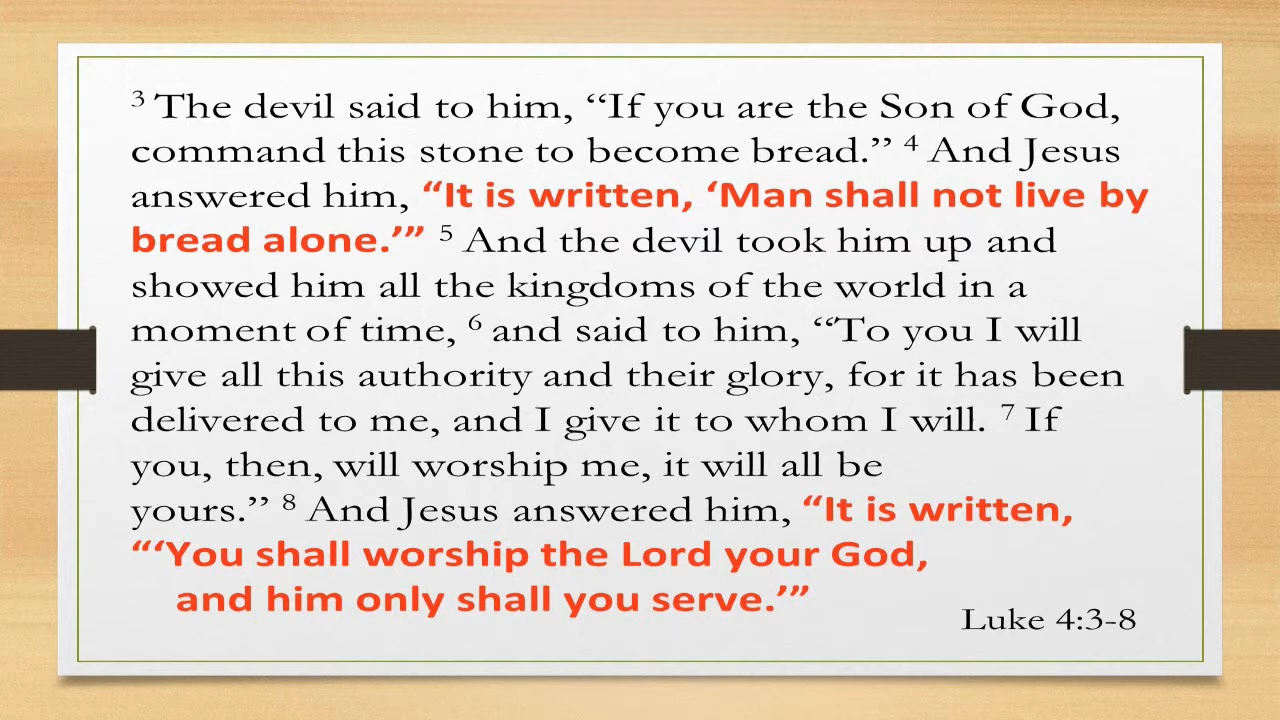 3 The devil said to him, “If you are the Son of God,
command this stone to become bread.” 4 And Jesus
answered him, “It is written, ‘Man shall not live by
bread alone.’” 5 And the devil took him up and
showed him all the kingdoms of the world in a
moment of time, 6 and said to him, “To you I will
give all this authority and their glory, for it has been
delivered to me, and I give it to whom I will. 7 If
you, then, will worship me, it will all be
yours.” 8 And Jesus answered him, “It is written,
“‘You shall worship the Lord your God,
and him only shall you serve.’”
Luke 4:3-8